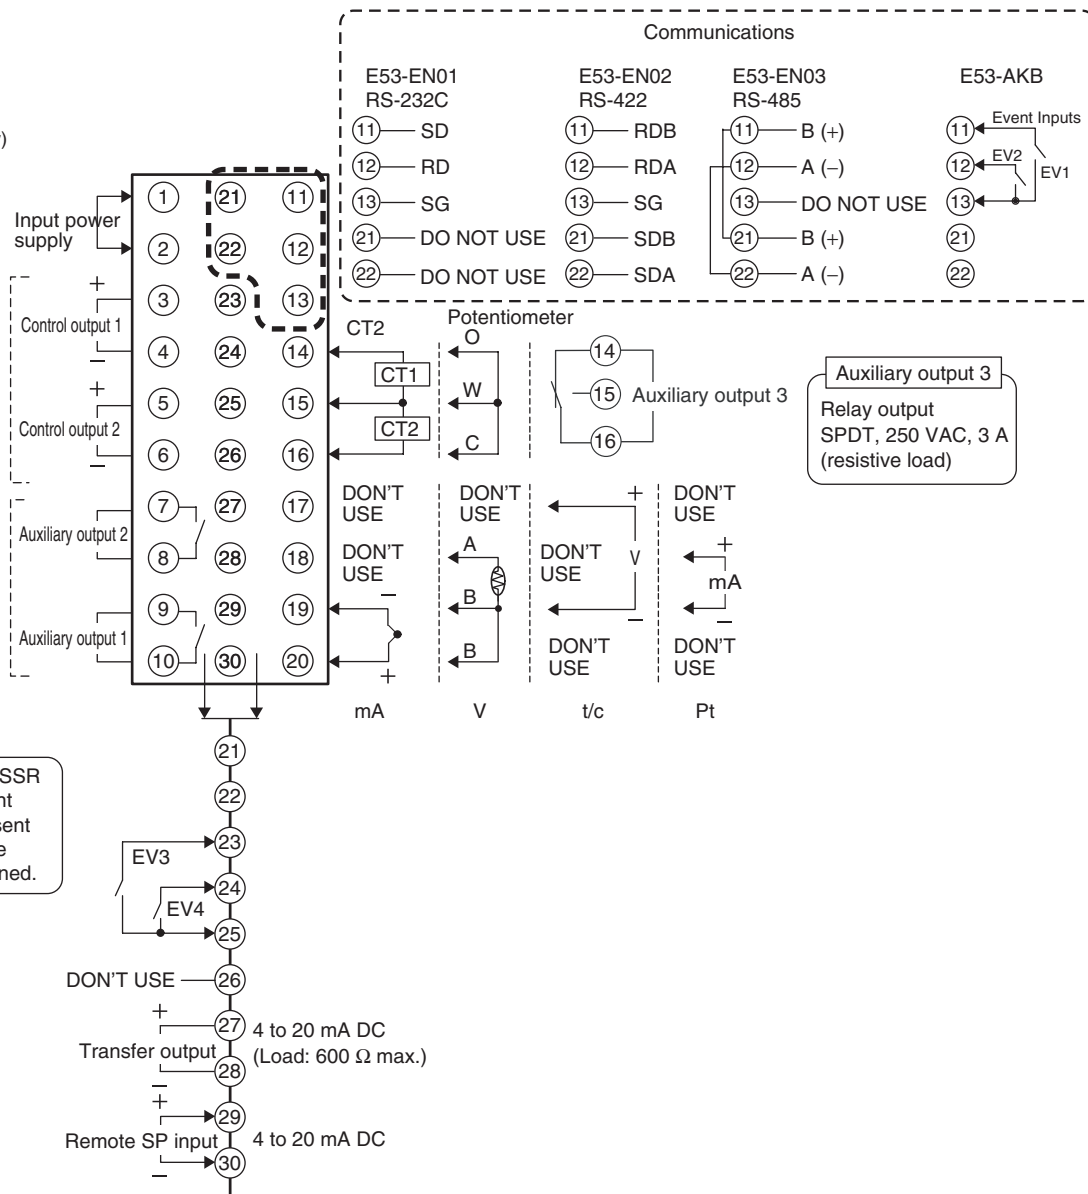 Communications
E53-EN01
RS-232C
11 SD
12 RD
13 SG
21 DO NOT USE
22 DO NOT USE
E53-EN02
RS-422
11 RDB
12 RDA
13 SG
21 SDB
22 SDA
E53-EN03
RS-485
11 B (+)
12 A (−)
13 DO NOT USE
21 B (+)
22 A (−)
E53-AKB
11 Event Inputs
12 EV2 EV1
13
21
22
)
Input power
supply
+
Control output 1
−
+
Control output 2
−
Auxiliary output 2
Auxiliary output 1
1 21 11
2 22 12
3 23 13
4 24 14
5 25 15
6 26 16
7 27 17
8 28 18
9 29 19
10 30 20
CT2
CT1
CT2
Potentiometer
O
W
C
14
15 Auxiliary output 3
16
Auxiliary output 3
Relay output
SPDT, 250 VAC, 3 A
(resistive load)
DON'T
USE
DON'T
USE
−
+
mA
DON'T
USE
A
B
B
V
+
DON'T
USE
V
−
DON'T
USE
t/c
DON'T
USE
+
mA
−
DON'T
USE
Pt
SSR
nt
sent
e
ned.
21
22
23
EV3
24
EV4
25
DON'T USE 26
+
27 4 to 20 mA DC
Transfer output (Load: 600 Ω max.)
28
−
+
29
Remote SP input 4 to 20 mA DC
30
−